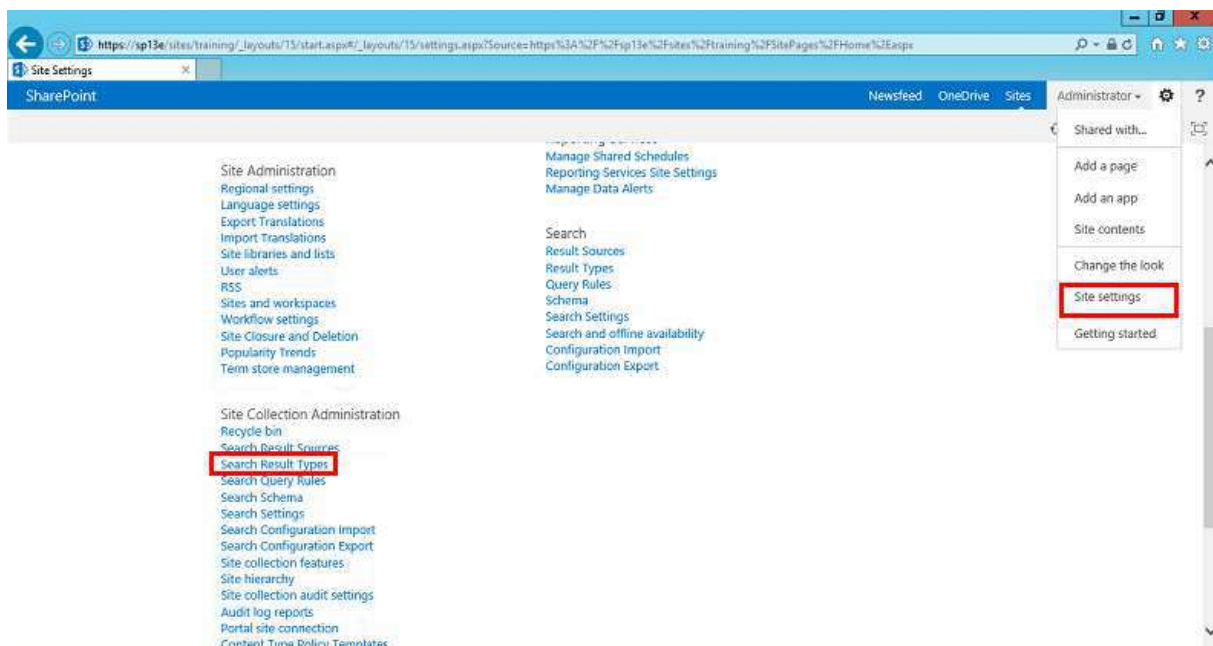 https://sp13e/sites/training/_layouts/15/start.aspx#/_layouts/15/settings.aspx?Source=https%3A%2F%2Fsp13e%2Fsites%2Ftraining%2FSitePages%2FHome%2Easpx
Site Settings
SharePoint
Newsfeed OneDrive Sites Administrator ?
Shared with...
Add a page
Add an app
Site contents
Change the look
Site settings
Getting started
Site Administration
Regional settings
Language settings
Export Translations
Import Translations
Site libraries and lists
User alerts
RSS
Sites and workspaces
Workflow settings
Site Closure and Deletion
Popularity Trends
Term store management
Site Collection Administration
Recycle bin
Search Result Sources
Search Result Types
Search Query Rules
Search Schema
Search Settings
Search Configuration Import
Search Configuration Export
Site collection features
Site hierarchy
Site collection audit settings
Audit log reports
Portal site connection
Content Type Policy Templates
Reporting Services
Manage Shared Schedules
Reporting Services Site Settings
Manage Data Alerts
Search
Result Sources
Result Types
Query Rules
Schema
Search Settings
Search and offline availability
Configuration Import
Configuration Export